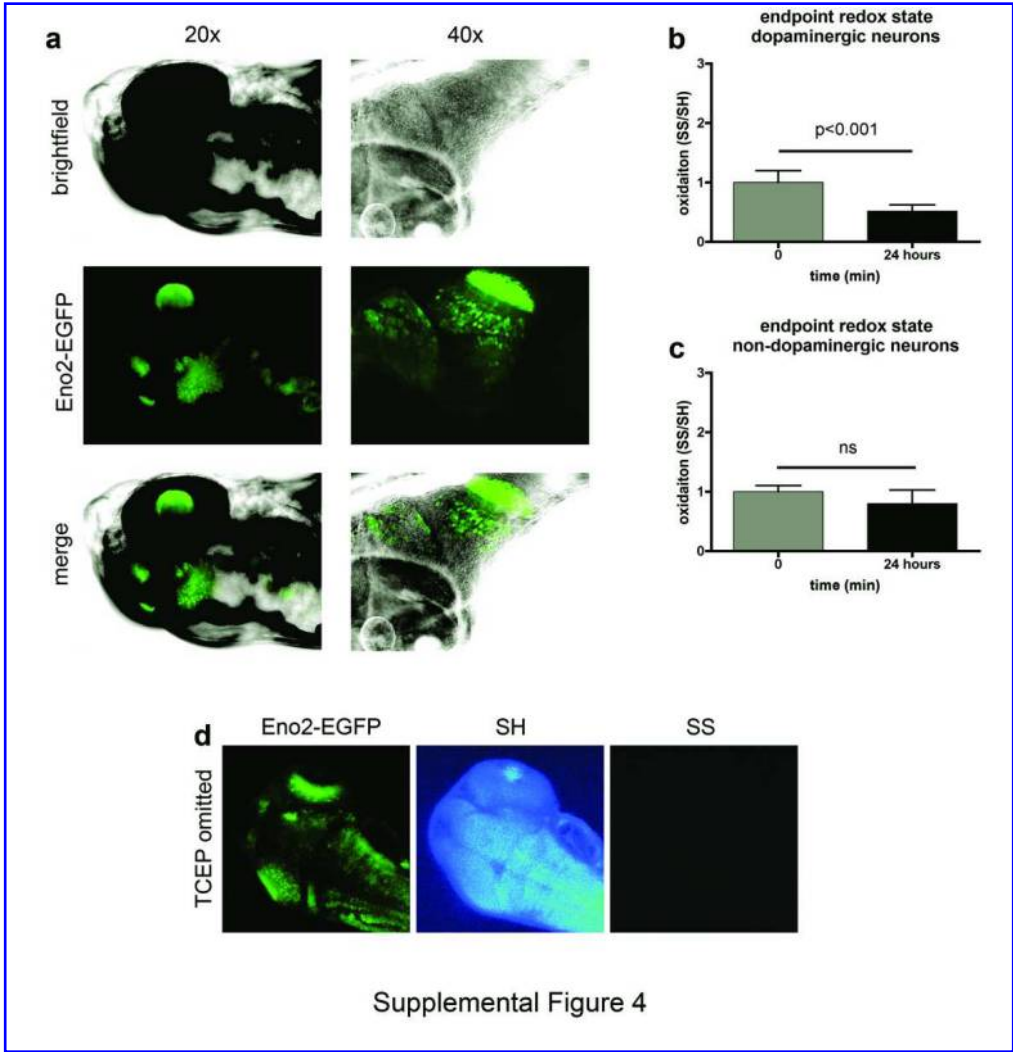 a
20x
40x
brightfield
Eno2-EGFP
merge
b
endpoint redox state
dopaminergic neurons
oxidaiton (SS/SH)
3
2
1
0
p<0.001
0
24 hours
time (min)
c
endpoint redox state
non-dopaminergic neurons
oxidaiton (SS/SH)
3
2
1
0
ns
0
24 hours
time (min)
d
Eno2-EGFP
SH
SS
TCEP omitted
Supplemental Figure 4